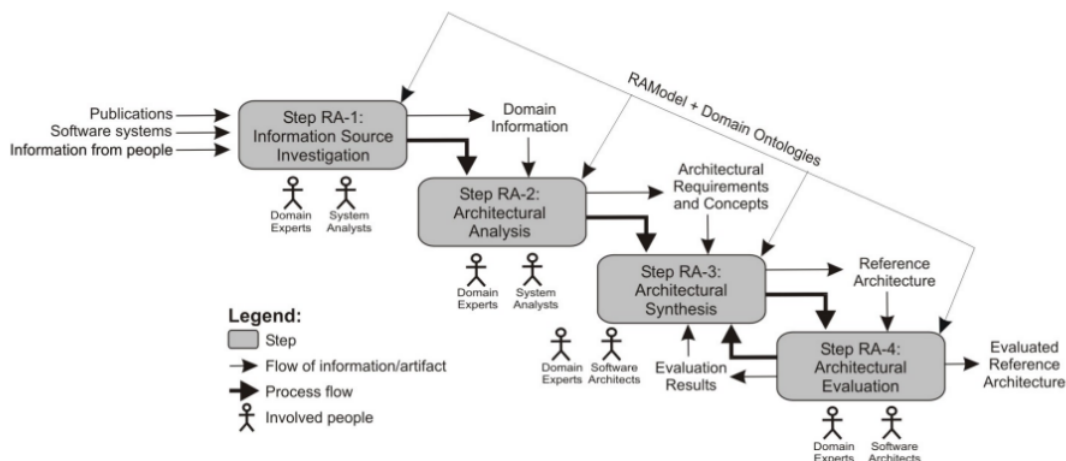 RAModel + Domain Ontologies
Publications
Software systems
Information from people
Step RA-1:
Information Source
Investigation
Domain
Information
Domain
Experts
System
Analysts
Step RA-2:
Architectural
Analysis
Architectural
Requirements
and Concepts
Domain
Experts
System
Analysts
Step RA-3:
Architectural
Synthesis
Reference
Architecture
Domain
Experts
Software
Architects
Evaluation
Results
Step RA-4:
Architectural
Evaluation
Evaluated
Reference
Architecture
Domain
Experts
Software
Architects
Legend:
Step
Flow of information/artifact
Process flow
Involved people